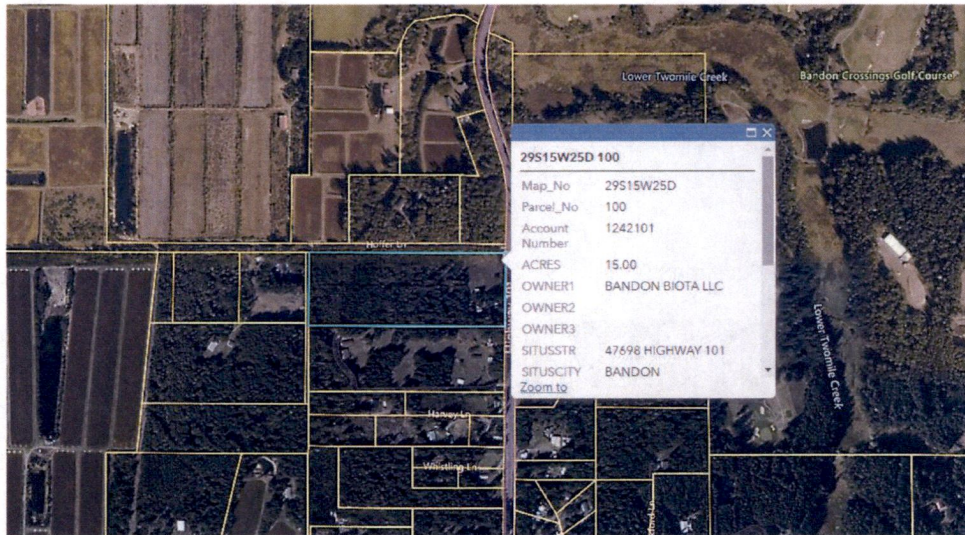 Lower Twomile Creek
Bandon Crossings Golf Course
29S15W25D 100
Map_No 29S15W25D
Parcel_No 100
Account Number 1242101
ACRES 15.00
OWNER1 BANDON BIOTA LLC
OWNER2
OWNER3
SITUSSTR 47698 HIGHWAY 101
SITUSCITY BANDON
Zoom to
Lower Twomile Creek
Harvey Ln
Whistling Ln